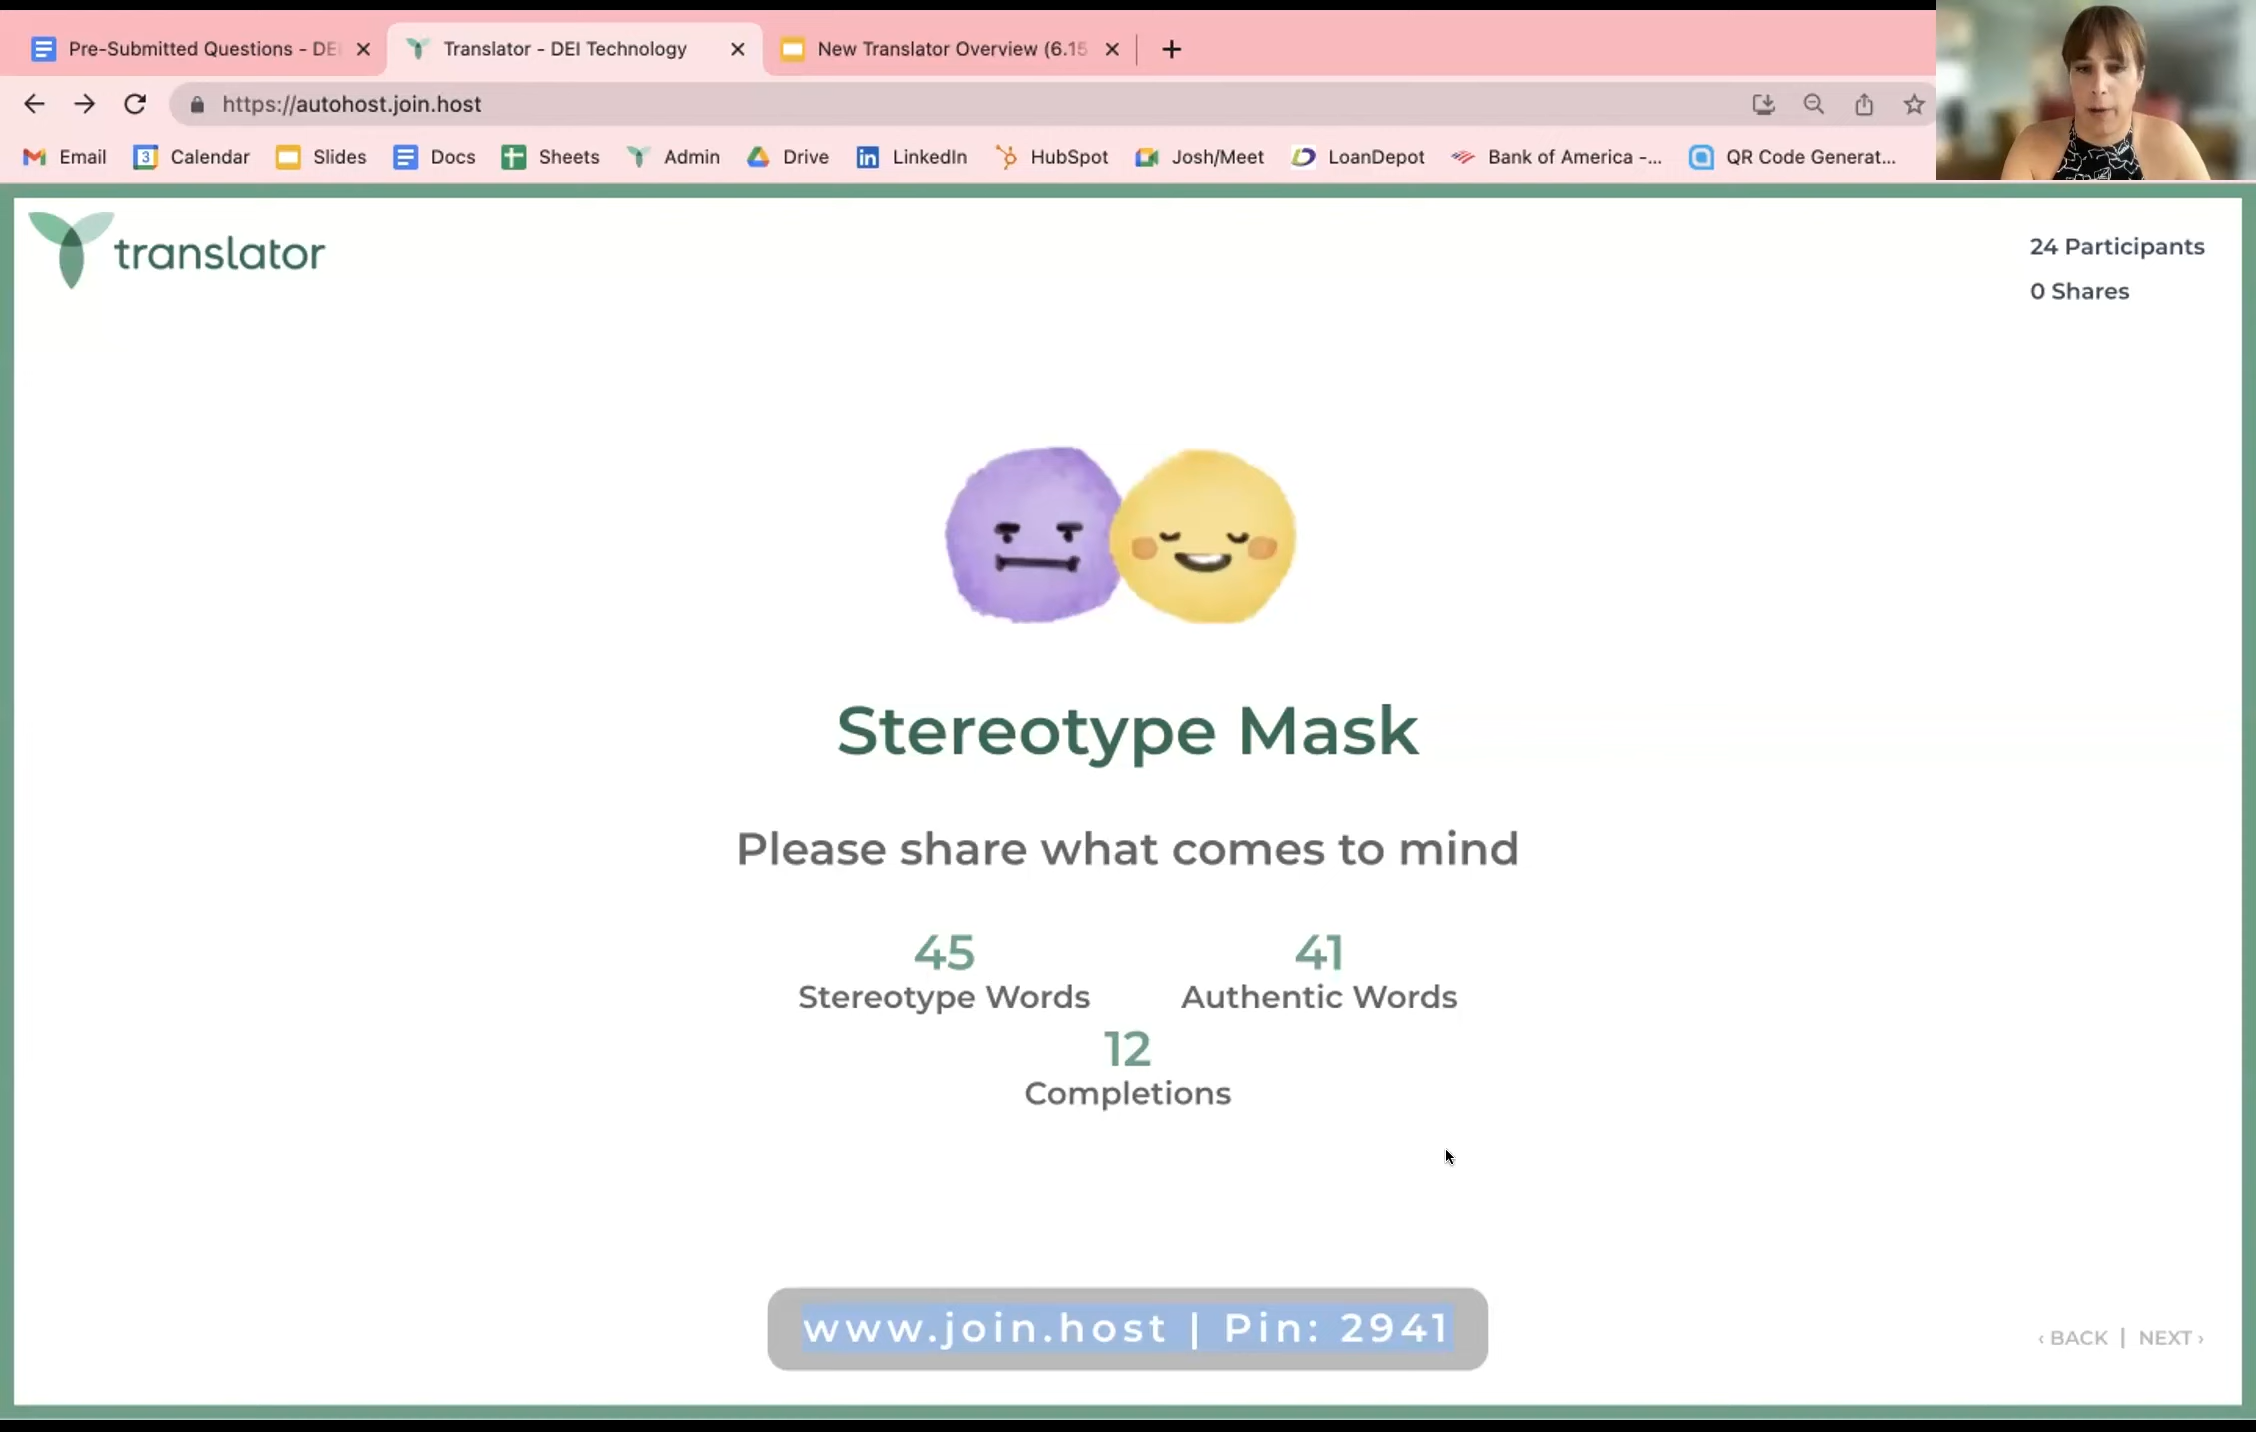 Pre-Submitted Questions - DEI
Translator - DEI Technology
New Translator Overview (6.15
https://autohost.join.host
Email
3
Calendar
Slides
Docs
Sheets
Admin
Drive
LinkedIn
HubSpot
Josh/Meet
LoanDepot
Bank of America -...
QR Code Generat...
translator
24 Participants
0 Shares
Stereotype Mask
Please share what comes to mind
45
Stereotype Words
41
Authentic Words
12
Completions
www.join.host | Pin: 2941
‹ BACK | NEXT ›